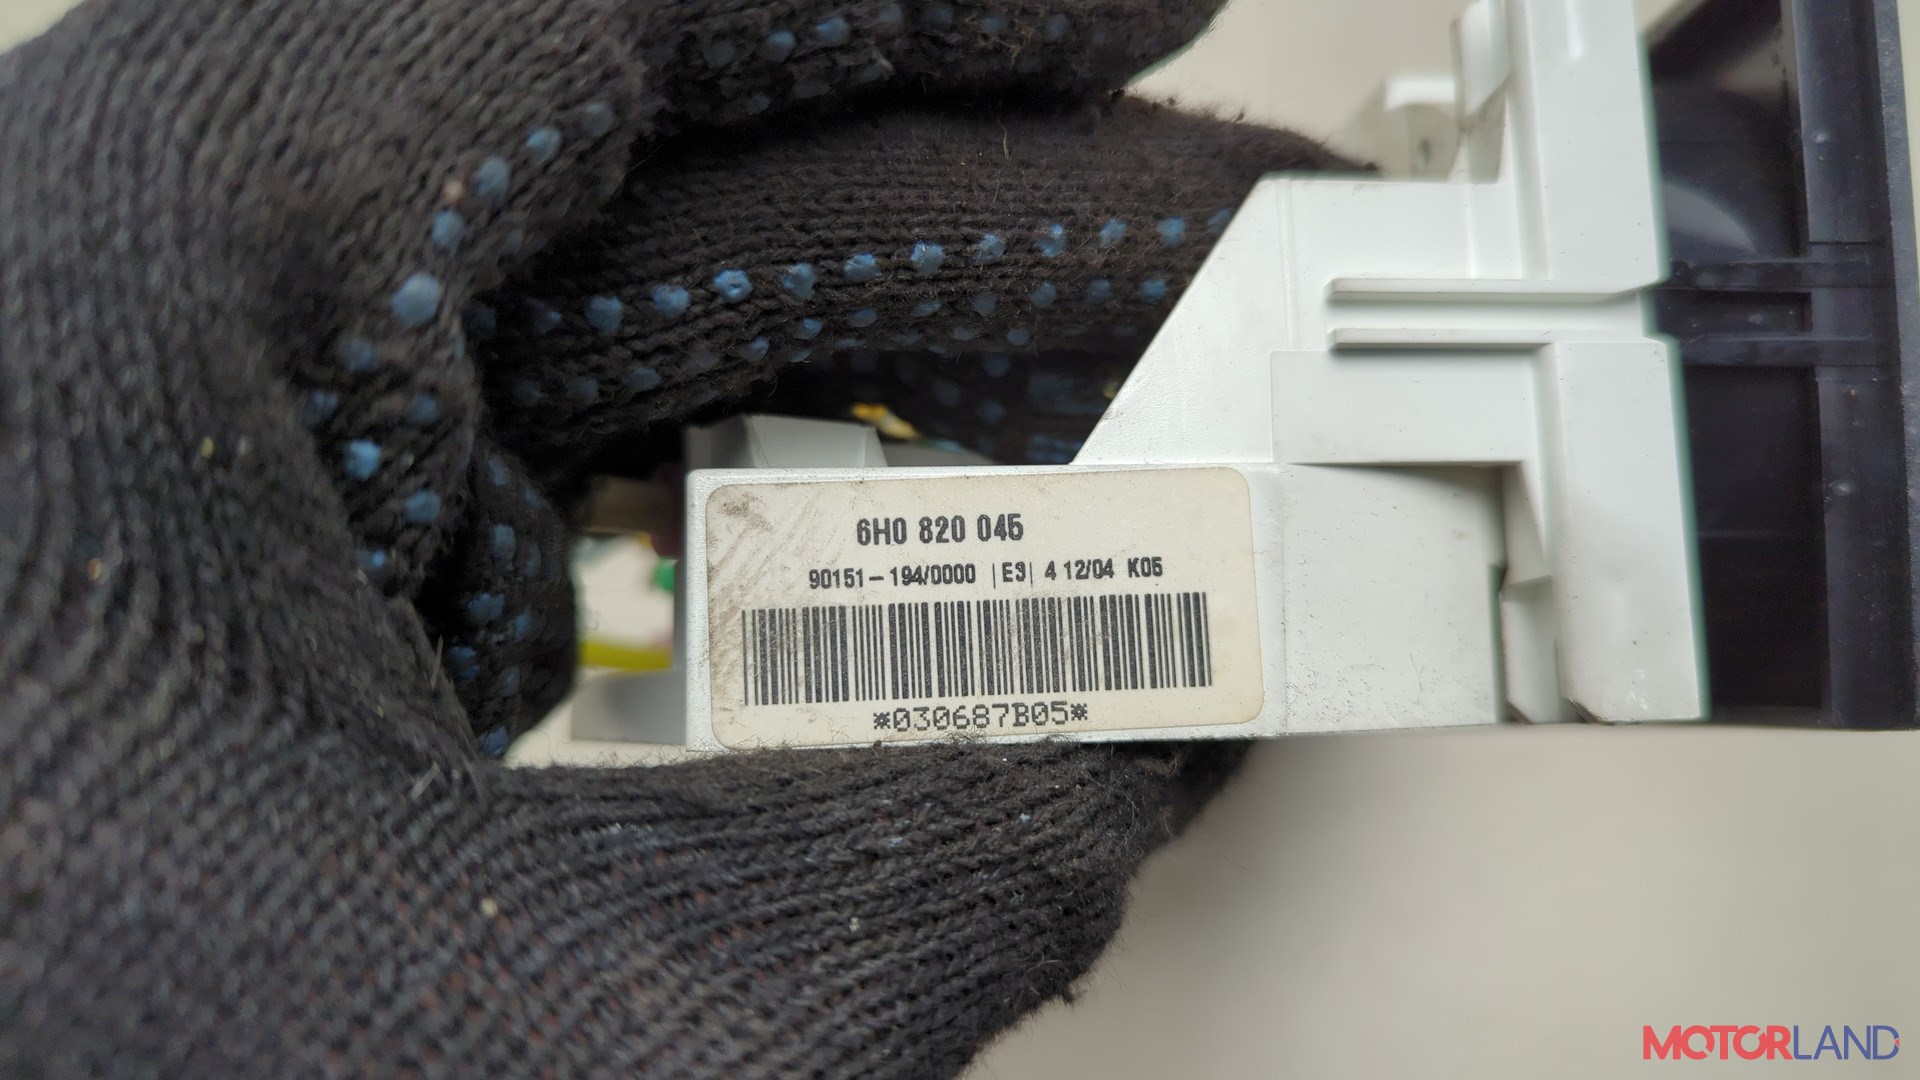 6H0 820 045
90151-194/0000 |E3| 4 12/04 K05
*030687B05*
MOTORLAND